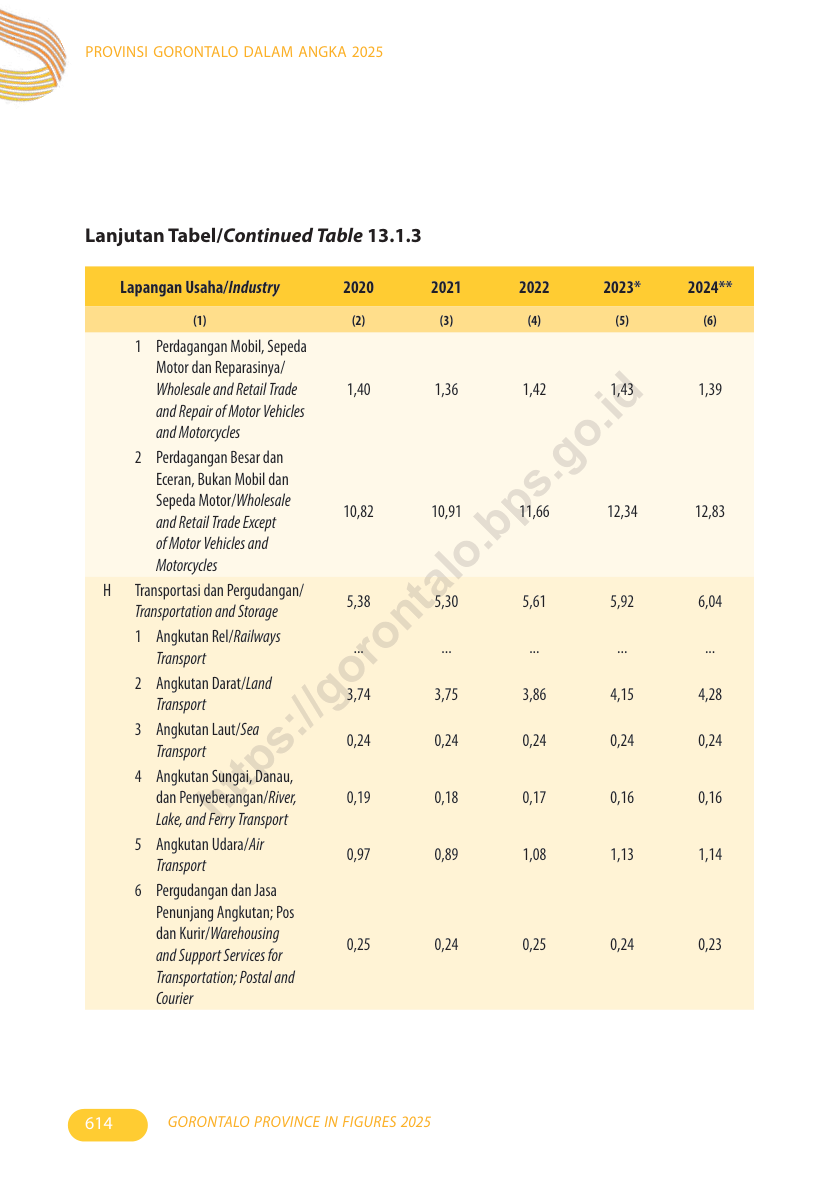 PROVINSI GORONTALO DALAM ANGKA 2025
Lanjutan Tabel/Continued Table 13.1.3
Lapangan Usaha/Industry 2020 2021 2022 2023* 2024**
(1) (2) (3) (4) (5) (6)
1 Perdagangan Mobil, Sepeda
Motor dan Reparasinya/
Wholesale and Retail Trade 1,40 1,36 1,42 1,43 1,39
and Repair of Motor Vehicles
and Motorcycles
2 Perdagangan Besar dan
Eceran, Bukan Mobil dan
Sepeda Motor/Wholesale
and Retail Trade Except 10,82 10,91 11,66 12,34 12,83
of Motor Vehicles and
Motorcycles
H Transportasi dan Pergudangan/
Transportation and Storage 5,38 5,30 5,61 5,92 6,04
1 Angkutan Rel/Railways
Transport ... ... ... ... ...
2 Angkutan Darat/Land
Transport 3,74 3,75 3,86 4,15 4,28
3 Angkutan Laut/Sea
Transport 0,24 0,24 0,24 0,24 0,24
4 Angkutan Sungai, Danau,
dan Penyeberangan/River, 0,19 0,18 0,17 0,16 0,16
Lake, and Ferry Transport
5 Angkutan Udara/Air
Transport 0,97 0,89 1,08 1,13 1,14
6 Pergudangan dan Jasa
Penunjang Angkutan; Pos
dan Kurir/Warehousing
and Support Services for 0,25 0,24 0,25 0,24 0,23
Transportation; Postal and
Courier
https://gorontalo.bps.go.id
614 GORONTALO PROVINCE IN FIGURES 2025